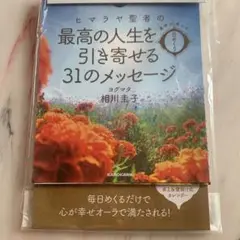 ヒマラヤ聖者の
最高の人生を
引き寄せる
31のメッセージ
ヨグマタ
相川圭子
KADOKAWA
毎日めくるだけで
心が幸せオーラで満たされる!